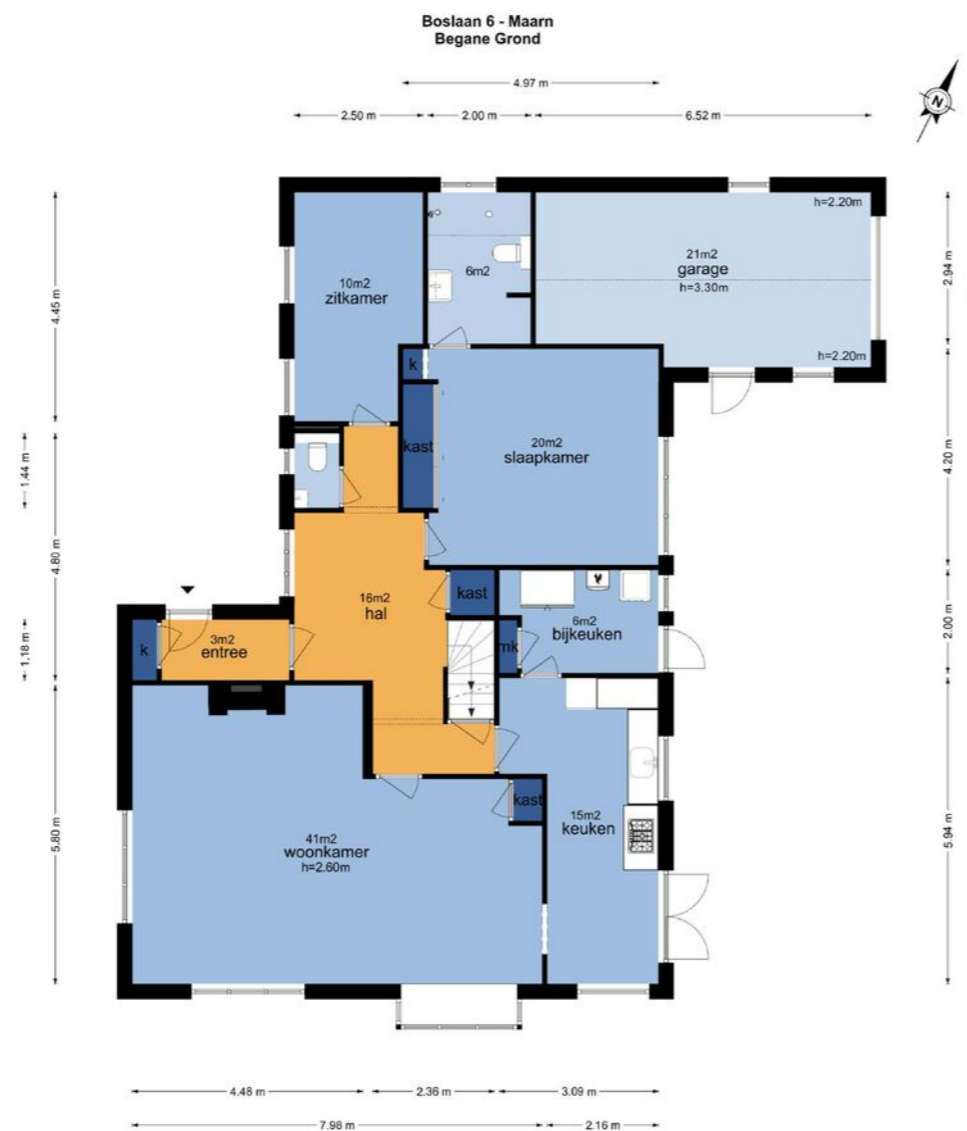 Boslaan 6 - Maarn
Begane Grond
4.97 m
2.50 m
2.00 m
6.52 m
N
h=2.20m
21m2
garage
h=3.30m
h=2.20m
6m2
10m2
zitkamer
4.45 m
2.94 m
k
kast
20m2
slaapkamer
4.20 m
1.44 m
4.80 m
16m2
hal
kast
6m2
bijkeuken
mk
2.00 m
k
3m2
entree
1.18 m
41m2
woonkamer
h=2.60m
kast
15m2
keuken
5.80 m
5.94 m
4.48 m
2.36 m
3.09 m
7.98 m
2.16 m